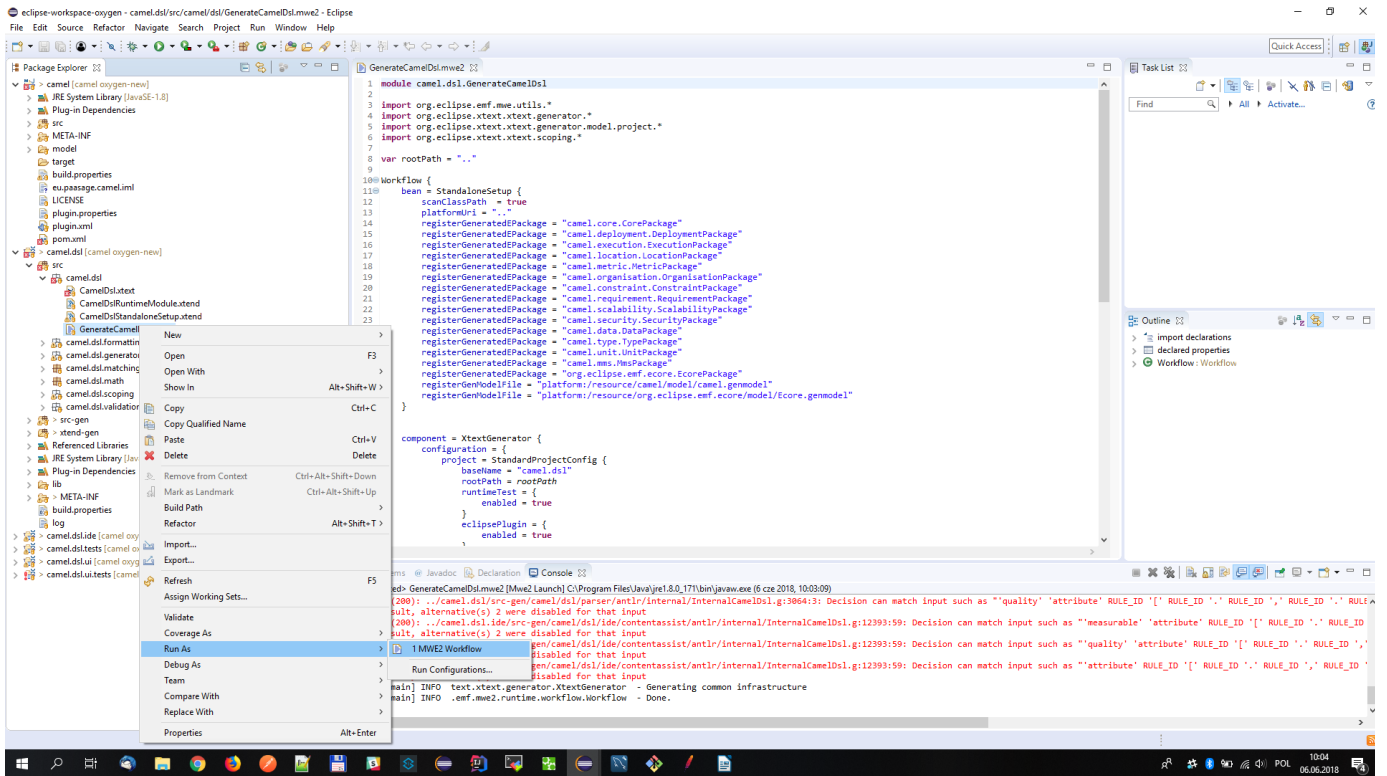 eclipse-workspace-oxygen - camel.dsl/src/camel/dsl/GenerateCamelDsl.mwe2 - Eclipse
File Edit Source Refactor Navigate Search Project Run Window Help
Quick Access
Package Explorer
> camel [camel oxygen-new]
JRE System Library [JavaSE-1.8]
Plug-in Dependencies
src
META-INF
model
target
build.properties
eu.paasage.camel.iml
LICENSE
plugin.properties
plugin.xml
pom.xml
> camel.dsl [camel oxygen-new]
src
camel.dsl
CamelDsl.xtext
CamelDslRuntimeModule.xtend
CamelDslStandaloneSetup.xtend
GenerateCamel
camel.dsl.formattin
camel.dsl.generator
camel.dsl.matching
camel.dsl.math
camel.dsl.scoping
camel.dsl.validation
> src-gen
> xtend-gen
Referenced Libraries
JRE System Library [Jav
Plug-in Dependencies
lib
> META-INF
build.properties
log
> camel.dsl.ide [camel oxy
> camel.dsl.tests [camel o
> camel.dsl.ui [camel oxyg
> camel.dsl.ui.tests [camel
New
Open F3
Open With
Show In Alt+Shift+W
Copy Ctrl+C
Copy Qualified Name
Paste Ctrl+V
Delete Delete
Remove from Context Ctrl+Alt+Shift+Down
Mark as Landmark Ctrl+Alt+Shift+Up
Build Path
Refactor Alt+Shift+T
Import...
Export...
Refresh F5
Assign Working Sets...
Validate
Coverage As
Run As
Debug As
Team
Compare With
Replace With
Properties Alt+Enter
1 MWE2 Workflow
Run Configurations...
GenerateCamelDsl.mwe2
1 module camel.dsl.GenerateCamelDsl
2
3 import org.eclipse.emf.mwe.utils.*
4 import org.eclipse.xtext.xtext.generator.*
5 import org.eclipse.xtext.xtext.generator.model.project.*
6 import org.eclipse.xtext.xtext.scoping.*
7
8 var rootPath = ".."
9
10 Workflow {
11 bean = StandaloneSetup {
12 scanClassPath = true
13 platformUri = ".."
14 registerGeneratedEPackage = "camel.core.CorePackage"
15 registerGeneratedEPackage = "camel.deployment.DeploymentPackage"
16 registerGeneratedEPackage = "camel.execution.ExecutionPackage"
17 registerGeneratedEPackage = "camel.location.LocationPackage"
18 registerGeneratedEPackage = "camel.metric.MetricPackage"
19 registerGeneratedEPackage = "camel.organisation.OrganisationPackage"
20 registerGeneratedEPackage = "camel.constraint.ConstraintPackage"
21 registerGeneratedEPackage = "camel.requirement.RequirementPackage"
22 registerGeneratedEPackage = "camel.scalability.ScalabilityPackage"
23 registerGeneratedEPackage = "camel.security.SecurityPackage"
registerGeneratedEPackage = "camel.data.DataPackage"
registerGeneratedEPackage = "camel.type.TypePackage"
registerGeneratedEPackage = "camel.unit.UnitPackage"
registerGeneratedEPackage = "camel.mms.MmsPackage"
registerGeneratedEPackage = "org.eclipse.emf.ecore.EcorePackage"
registerGenModelFile = "platform:/resource/camel/model/camel.genmodel"
registerGenModelFile = "platform:/resource/org.eclipse.emf.ecore/model/Ecore.genmodel"
}
component = XtextGenerator {
configuration = {
project = StandardProjectConfig {
baseName = "camel.dsl"
rootPath = rootPath
runtimeTest = {
enabled = true
}
eclipsePlugin = {
enabled = true
}
Task List
Find
All
Activate...
Outline
import declarations
declared properties
Workflow : Workflow
ems
Javadoc
Declaration
Console
ed> GenerateCamelDsl.mwe2 [Mwe2 Launch] C:\Program Files\Java\jre1.8.0_171\bin\javaw.exe (6 cze 2018, 10:03:09)
(200): ../camel.dsl/src-gen/camel/dsl/parser/antlr/internal/InternalCamelDsl.g:3064:3: Decision can match input such as "'quality' 'attribute' RULE_ID '[' RULE_ID '.' RULE_ID ',' RULE_ID '.' RULE
sult, alternative(s) 2 were disabled for that input
(200): ../camel.dsl.ide/src-gen/camel/dsl/ide/contentassist/antlr/internal/InternalCamelDsl.g:12393:59: Decision can match input such as "'measurable' 'attribute' RULE_ID '[' RULE_ID '.' RULE_ID
sult, alternative(s) 2 were disabled for that input
gen/camel/dsl/ide/contentassist/antlr/internal/InternalCamelDsl.g:12393:59: Decision can match input such as "'quality' 'attribute' RULE_ID '[' RULE_ID '.' RULE_ID ',
disabled for that input
gen/camel/dsl/ide/contentassist/antlr/internal/InternalCamelDsl.g:12393:59: Decision can match input such as "'attribute' RULE_ID '[' RULE_ID '.' RULE_ID ',' RULE_ID '
disabled for that input
main] INFO text.xtext.generator.XtextGenerator - Generating common infrastructure
main] INFO .emf.mwe2.runtime.workflow.Workflow - Done.
POL
10:04
06.06.2018